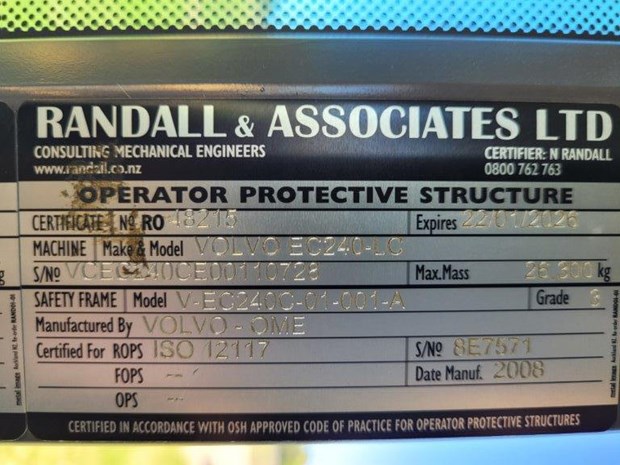 RANDALL & ASSOCIATES LTD
CONSULTING MECHANICAL ENGINEERS CERTIFIER: N RANDALL
www.randall.co.nz 0800 762 763
OPERATOR PROTECTIVE STRUCTURE
CERTIFICATE Nº RO 18215 Expires 22/01/2026
MACHINE Make & Model VOLVO EC240-LC
S/Nº VCEC240CE00110728 Max.Mass 26,300 kg
SAFETY FRAME Model V-EC240C-01-001-A Grade 3
Manufactured By VOLVO - OME
Certified For ROPS ISO 12117 S/Nº 8E7571
FOPS -- Date Manuf. 2008
OPS --
CERTIFIED IN ACCORDANCE WITH OSH APPROVED CODE OF PRACTICE FOR OPERATOR PROTECTIVE STRUCTURES